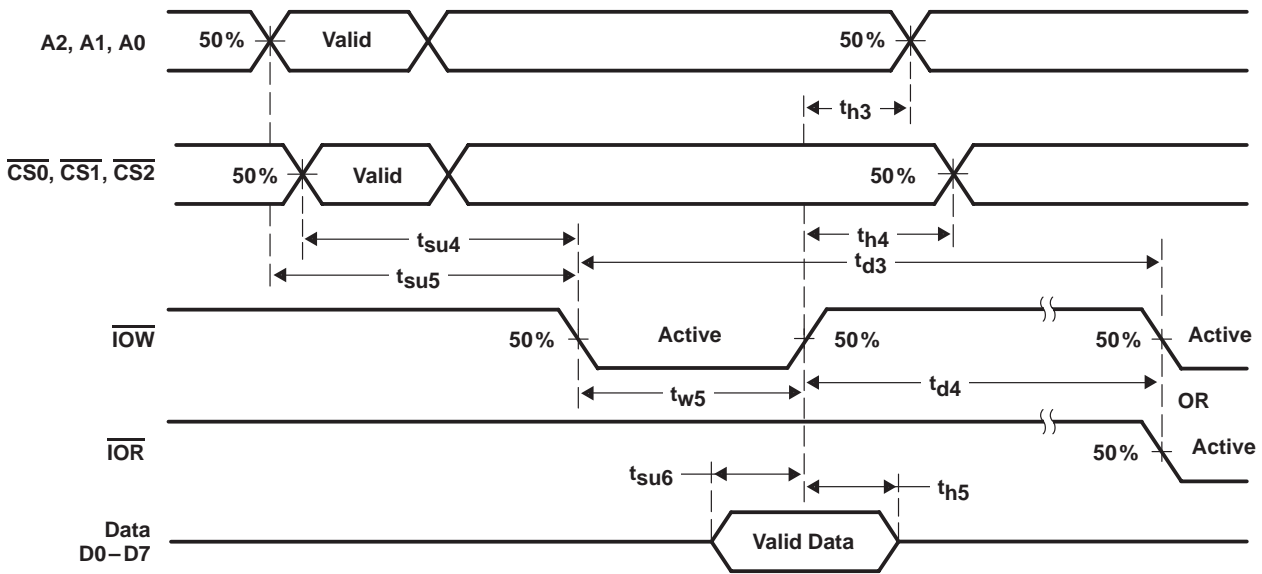 A2, A1, A0
50%
Valid
50%
th3
CS0, CS1, CS2
50%
Valid
50%
tsu4
th4
td3
tsu5
IOW
50%
Active
50%
50%
Active
tw5
td4
OR
IOR
50%
Active
tsu6
th5
Data
D0–D7
Valid Data